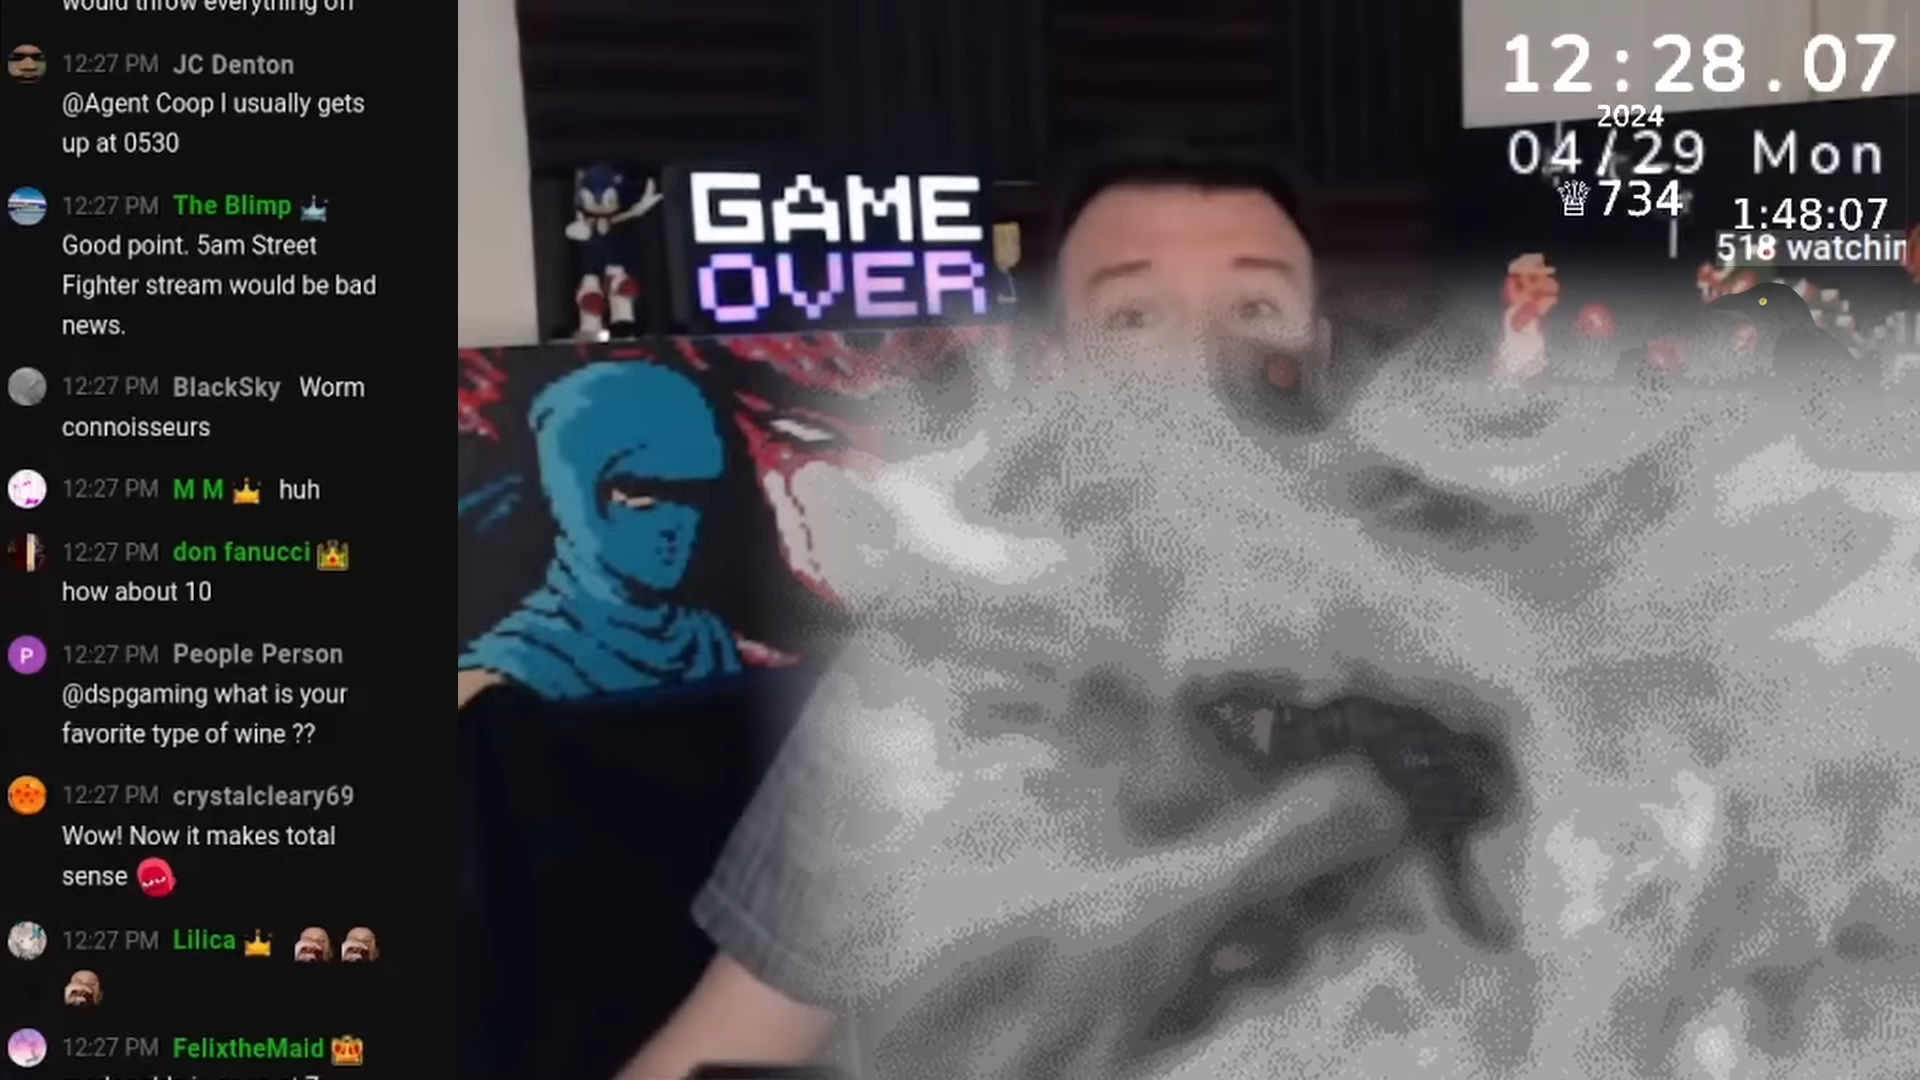 would throw everything off
12:27 PM JC Denton
@Agent Coop I usually gets
up at 0530
12:27 PM The Blimp
Good point. 5am Street
Fighter stream would be bad
news.
12:27 PM BlackSky Worm
connoisseurs
12:27 PM M M huh
12:27 PM don fanucci
how about 10
P 12:27 PM People Person
@dspgaming what is your
favorite type of wine ??
12:27 PM crystalcleary69
Wow! Now it makes total
sense
12:27 PM Lilica
12:27 PM FelixtheMaid
GAME
OVER
12:28.07
2024
04/29 Mon
734
1:48:07
518 watchin